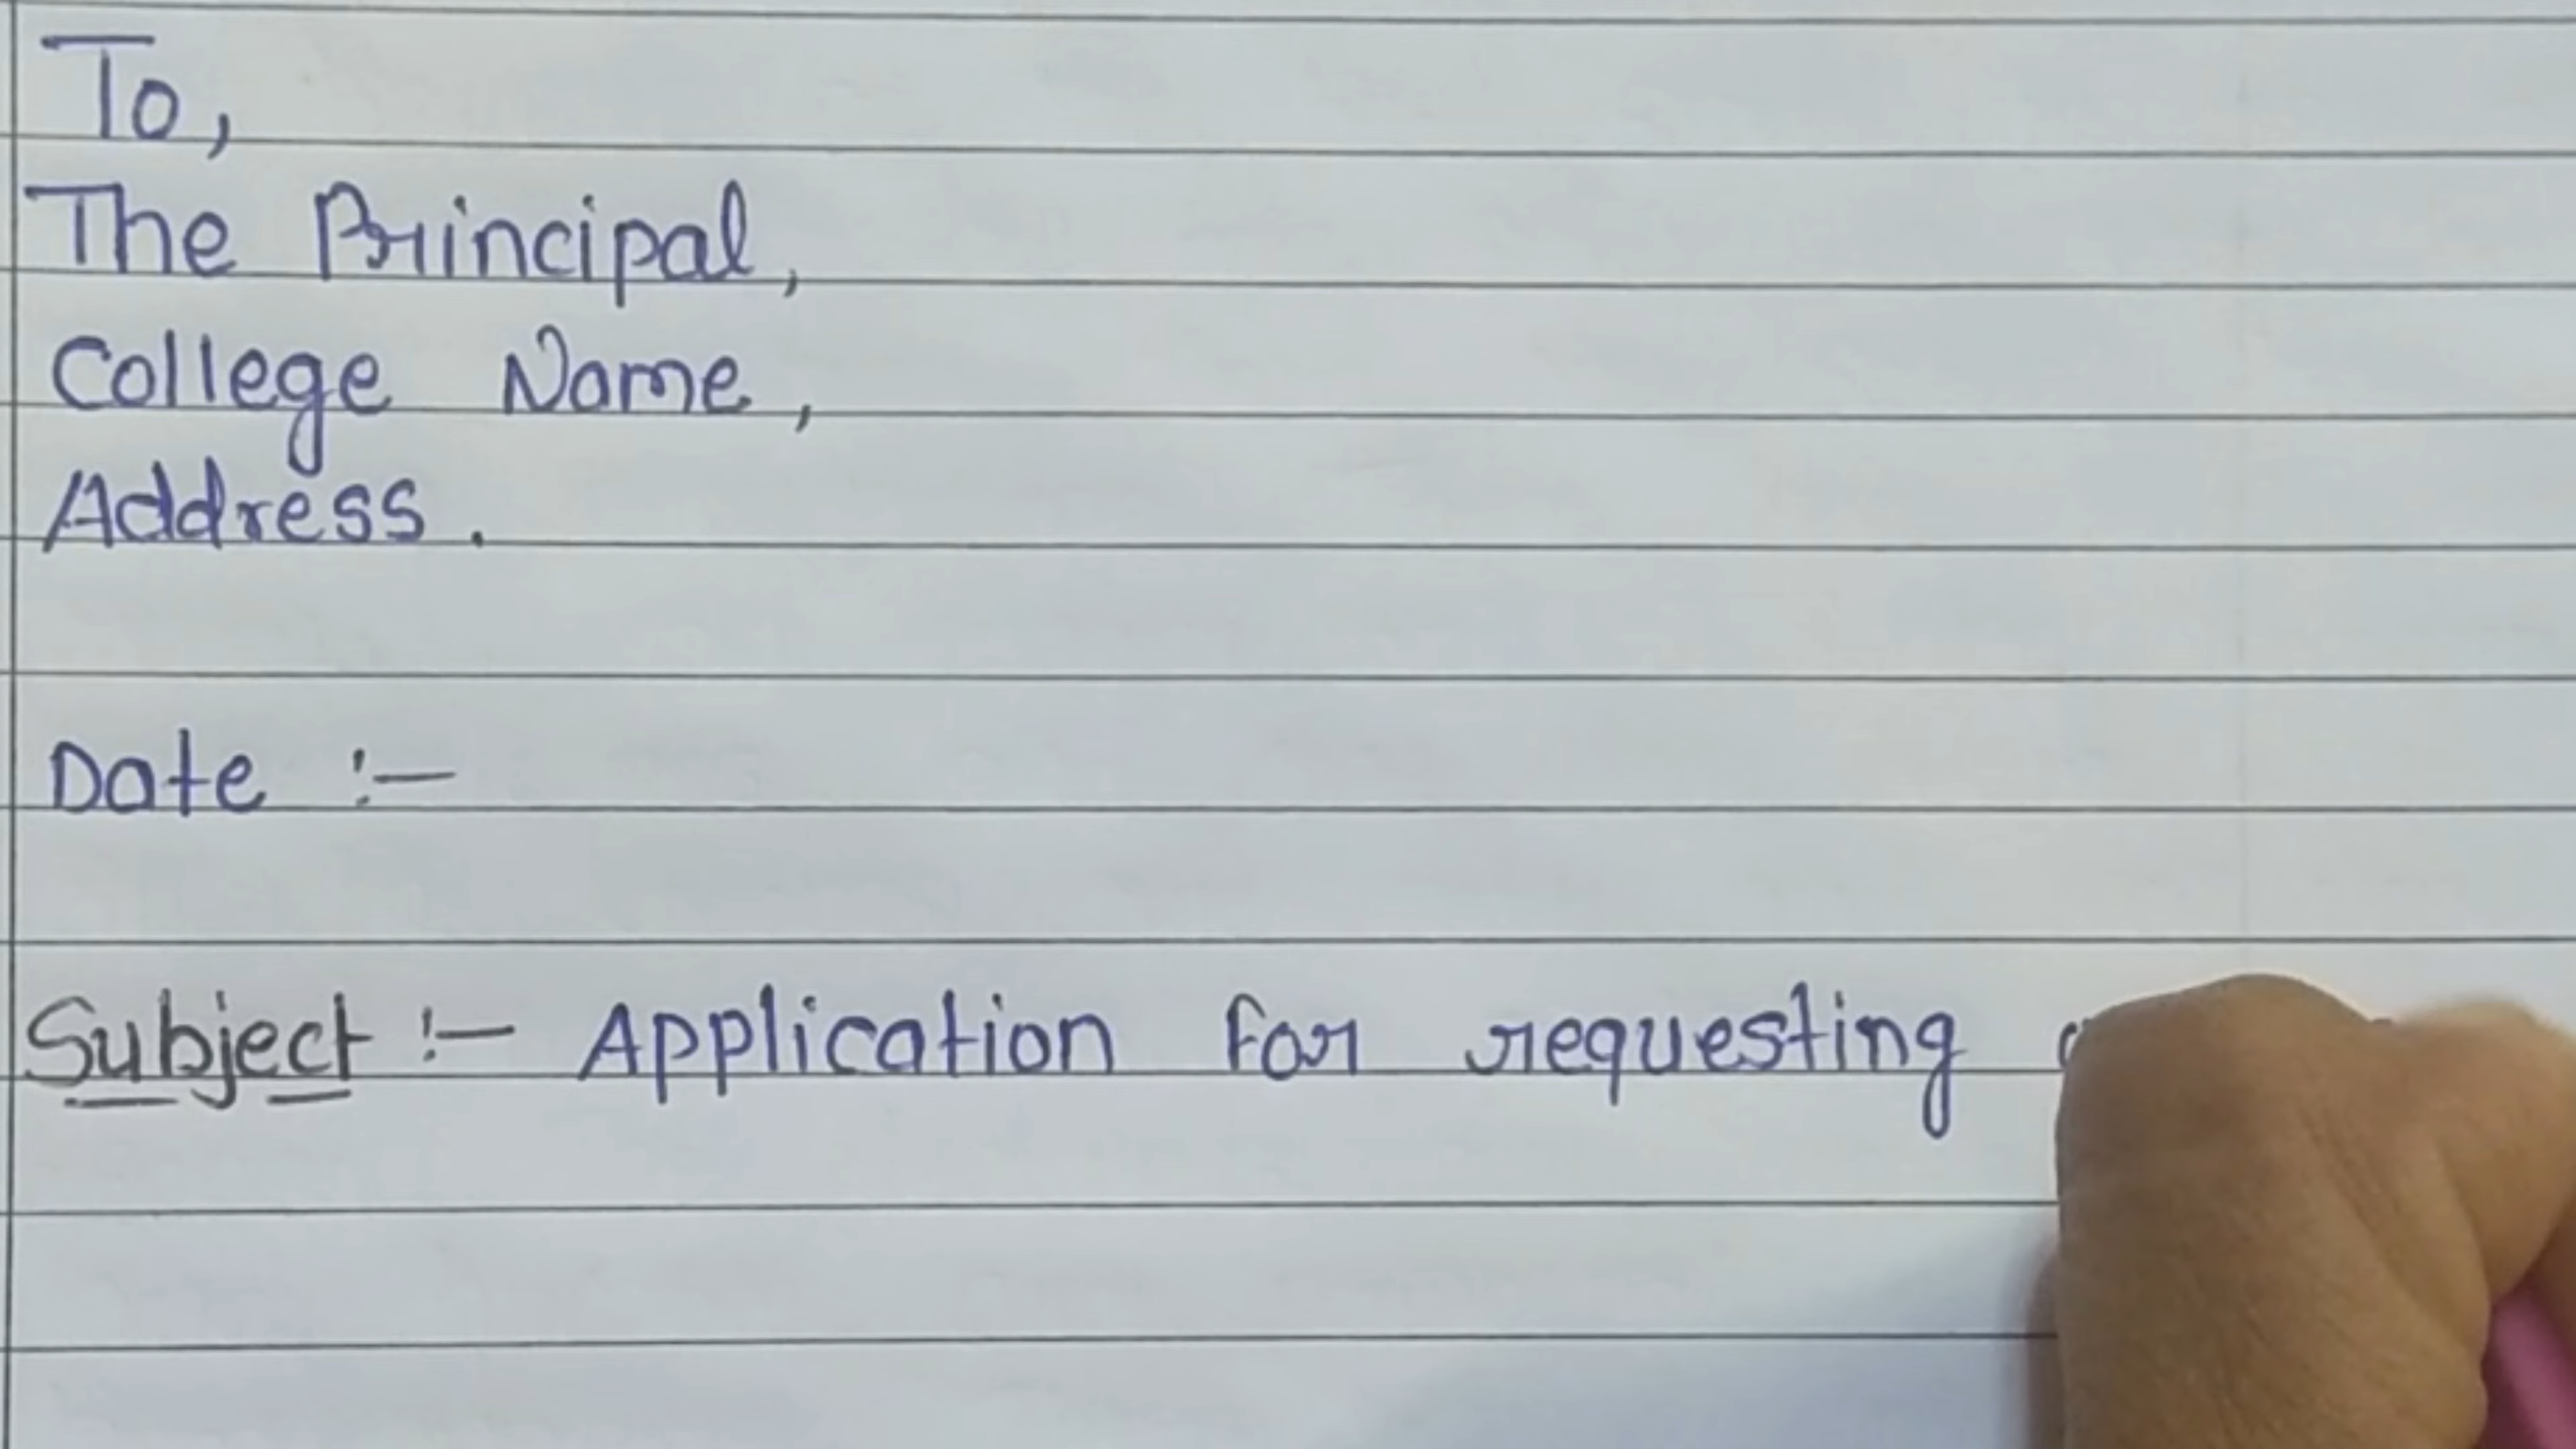 To,
The Principal,
College Name,
Address.
Date :-
Subject :- Application for requesting